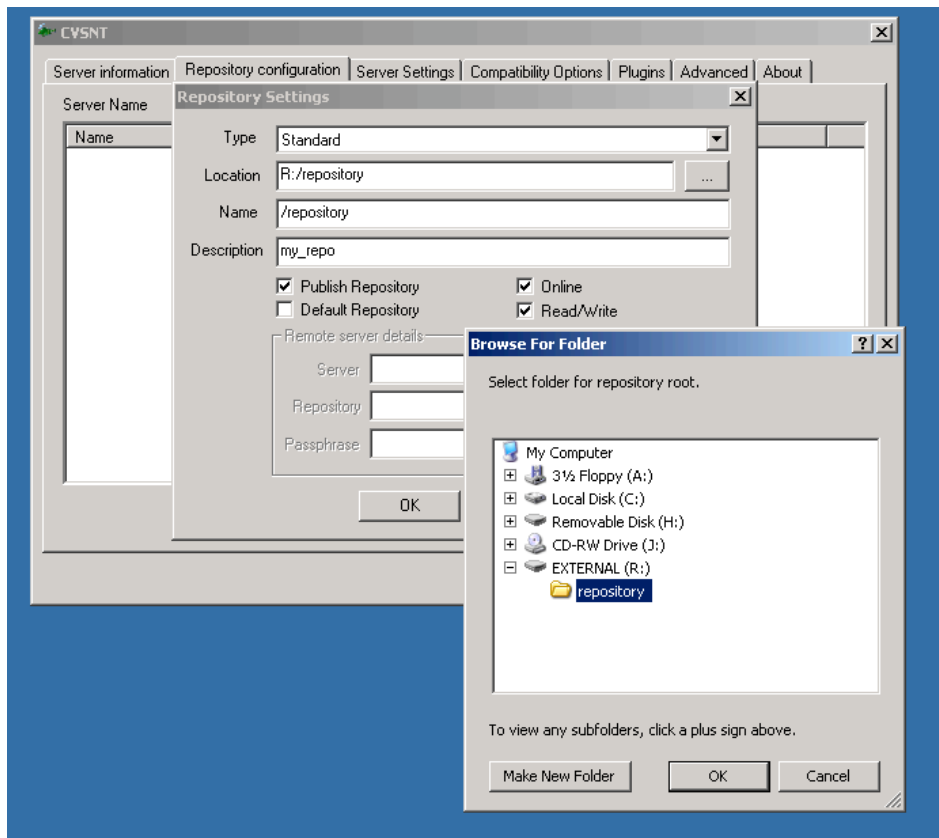 CVSNT
Server information Repository configuration Server Settings Compatibility Options Plugins Advanced About
Server Name
Name
Repository Settings
Type Standard
Location R:/repository ...
Name /repository
Description my_repo
Publish Repository Online
Default Repository Read/Write
Remote server details
Server
Repository
Passphrase
OK
Browse For Folder
Select folder for repository root.
My Computer
3½ Floppy (A:)
Local Disk (C:)
Removable Disk (H:)
CD-RW Drive (J:)
EXTERNAL (R:)
repository
To view any subfolders, click a plus sign above.
Make New Folder OK Cancel